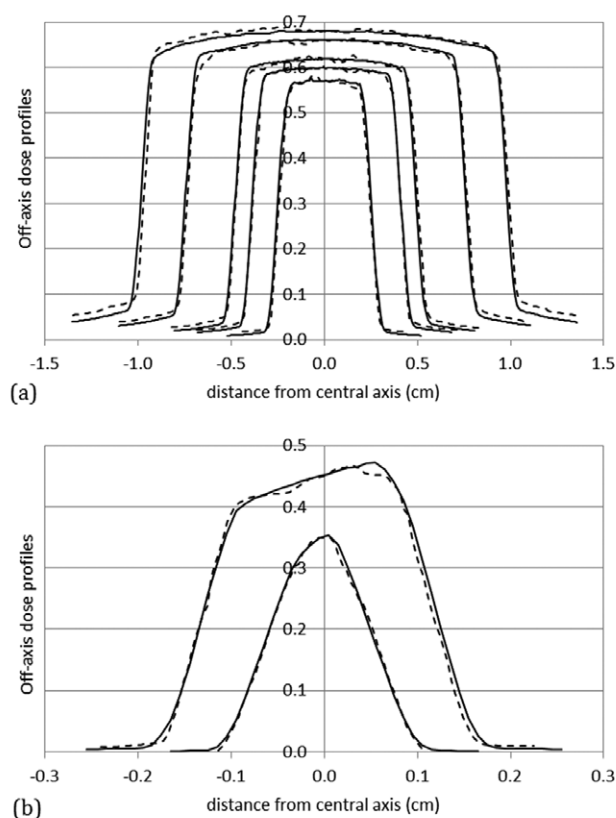 0.7
0.6
0.5
0.4
0.3
0.2
0.1
0.0
Off-axis dose profiles
-1.5 -1.0 -0.5 0.0 0.5 1.0 1.5
(a) distance from central axis (cm)
0.5
0.4
0.3
0.2
0.1
0.0
Off-axis dose profiles
-0.3 -0.2 -0.1 0.0 0.1 0.2 0.3
(b) distance from central axis (cm)